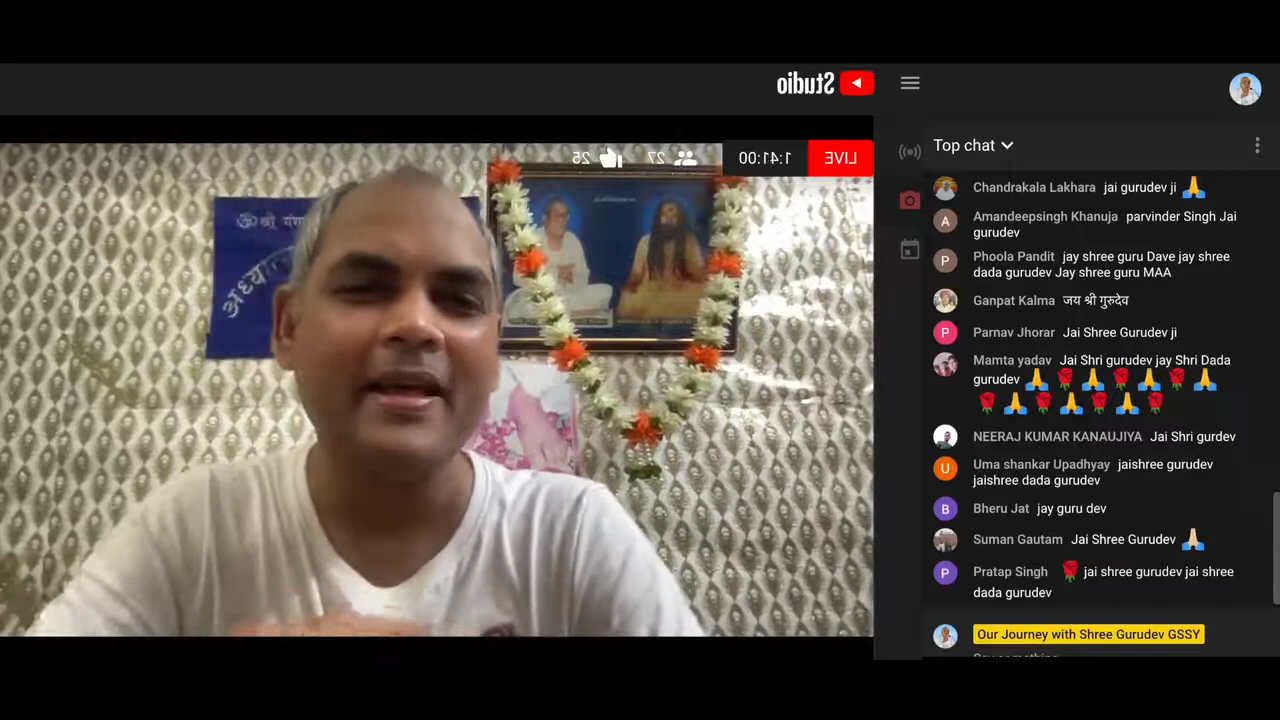 Studio
LIVE
1:41:00
27
25
ॐ श्री गंगा
Top chat
Chandrakala Lakhara jai gurudev ji 🙏
Amandeepsingh Khanuja parvinder Singh Jai
gurudev
Phoola Pandit jay shree guru Dave jay shree
dada gurudev Jay shree guru MAA
Ganpat Kalma जय श्री गुरुदेव
Parnav Jhorar Jai Shree Gurudev ji
Mamta yadav Jai Shri gurudev jay Shri Dada
gurudev 🙏🌹🙏🌹🙏🌹🙏
🌹🙏🌹🙏🌹🙏🌹
NEERAJ KUMAR KANAUJIYA Jai Shri gurdev
Uma shankar Upadhyay jaishree gurudev
jaishree dada gurudev
Bheru Jat jay guru dev
Suman Gautam Jai Shree Gurudev 🙏🏻
Pratap Singh 🌹 jai shree gurudev jai shree
dada gurudev
Our Journey with Shree Gurudev GSSY
Say something
A
P
P
U
B
P